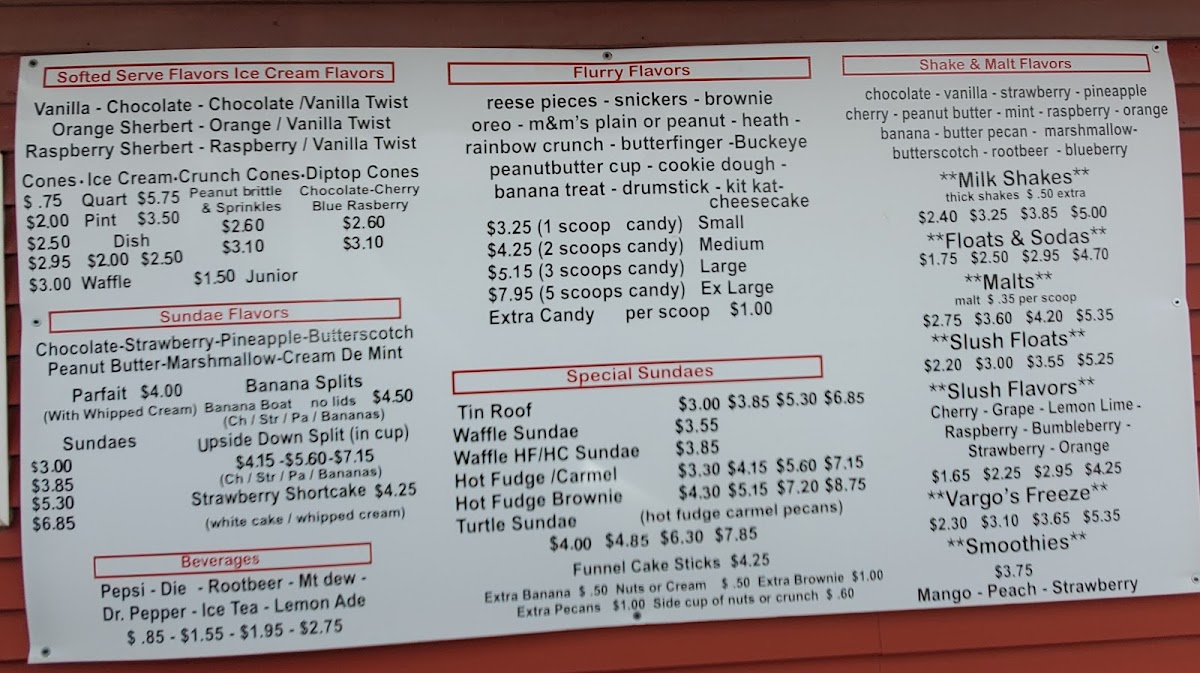 Softed Serve Flavors Ice Cream Flavors
Vanilla - Chocolate - Chocolate /Vanilla Twist
Orange Sherbert - Orange / Vanilla Twist
Raspberry Sherbert - Raspberry / Vanilla Twist
Cones · Ice Cream · Crunch Cones · Diptop Cones
$ .75 Quart $5.75 Peanut brittle Chocolate-Cherry
& Sprinkles Blue Rasberry
$2.00 Pint $3.50 $2.60 $2.60
$2.50 Dish $3.10 $3.10
$2.95 $2.00 $2.50
$3.00 Waffle $1.50 Junior
Sundae Flavors
Chocolate-Strawberry-Pineapple-Butterscotch
Peanut Butter-Marshmallow-Cream De Mint
Parfait $4.00 Banana Splits
(With Whipped Cream) Banana Boat no lids $4.50
(Ch / Str / Pa / Bananas)
Sundaes Upside Down Split (in cup)
$3.00 $4.15 -$5.60-$7.15
$3.85 (Ch / Str / Pa / Bananas)
$5.30 Strawberry Shortcake $4.25
$6.85 (white cake / whipped cream)
Beverages
Pepsi - Die - Rootbeer - Mt dew -
Dr. Pepper - Ice Tea - Lemon Ade
$ .85 - $1.55 - $1.95 - $2.75
Flurry Flavors
reese pieces - snickers - brownie
oreo - m&m's plain or peanut - heath -
rainbow crunch - butterfinger -Buckeye
peanutbutter cup - cookie dough -
banana treat - drumstick - kit kat-
cheesecake
$3.25 (1 scoop candy) Small
$4.25 (2 scoops candy) Medium
$5.15 (3 scoops candy) Large
$7.95 (5 scoops candy) Ex Large
Extra Candy per scoop $1.00
Special Sundaes
Tin Roof $3.00 $3.85 $5.30 $6.85
Waffle Sundae $3.55
Waffle HF/HC Sundae $3.85
Hot Fudge /Carmel $3.30 $4.15 $5.60 $7.15
Hot Fudge Brownie $4.30 $5.15 $7.20 $8.75
Turtle Sundae (hot fudge carmel pecans)
$4.00 $4.85 $6.30 $7.85
Funnel Cake Sticks $4.25
Extra Banana $ .50 Nuts or Cream $ .50 Extra Brownie $1.00
Extra Pecans $1.00 Side cup of nuts or crunch $ .60
Shake & Malt Flavors
chocolate - vanilla - strawberry - pineapple
cherry - peanut butter - mint - raspberry - orange
banana - butter pecan - marshmallow-
butterscotch - rootbeer - blueberry
**Milk Shakes**
thick shakes $ .50 extra
$2.40 $3.25 $3.85 $5.00
**Floats & Sodas**
$1.75 $2.50 $2.95 $4.70
**Malts**
malt $ .35 per scoop
$2.75 $3.60 $4.20 $5.35
**Slush Floats**
$2.20 $3.00 $3.55 $5.25
**Slush Flavors**
Cherry - Grape - Lemon Lime -
Raspberry - Bumbleberry -
Strawberry - Orange
$1.65 $2.25 $2.95 $4.25
**Vargo's Freeze**
$2.30 $3.10 $3.65 $5.35
**Smoothies**
$3.75
Mango - Peach - Strawberry